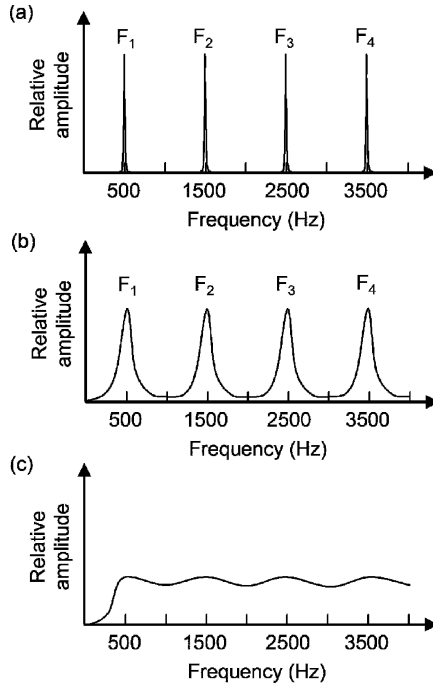 (a)
F1 F2 F3 F4
Relative
amplitude
500 1500 2500 3500
Frequency (Hz)
(b)
F1 F2 F3 F4
Relative
amplitude
500 1500 2500 3500
Frequency (Hz)
(c)
Relative
amplitude
500 1500 2500 3500
Frequency (Hz)